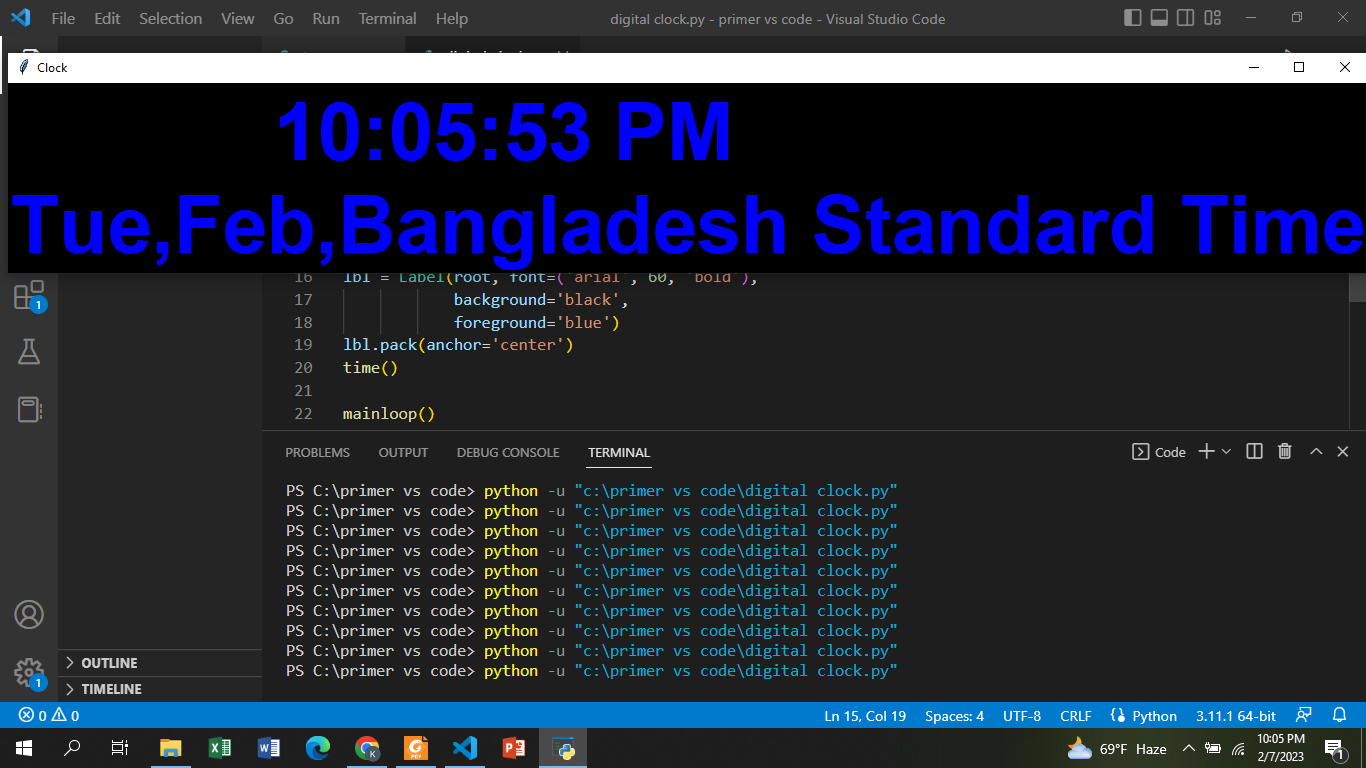 File Edit Selection View Go Run Terminal Help
digital clock.py - primer vs code - Visual Studio Code
Clock
10:05:53 PM
Tue,Feb,Bangladesh Standard Time
16 lbl = Label(root, font=('arial', 60, 'bold'),
17 background='black',
18 foreground='blue')
19 lbl.pack(anchor='center')
20 time()
21
22 mainloop()
1
PROBLEMS OUTPUT DEBUG CONSOLE TERMINAL
Code
PS C:\primer vs code> python -u "c:\primer vs code\digital clock.py"
PS C:\primer vs code> python -u "c:\primer vs code\digital clock.py"
PS C:\primer vs code> python -u "c:\primer vs code\digital clock.py"
PS C:\primer vs code> python -u "c:\primer vs code\digital clock.py"
PS C:\primer vs code> python -u "c:\primer vs code\digital clock.py"
PS C:\primer vs code> python -u "c:\primer vs code\digital clock.py"
PS C:\primer vs code> python -u "c:\primer vs code\digital clock.py"
PS C:\primer vs code> python -u "c:\primer vs code\digital clock.py"
PS C:\primer vs code> python -u "c:\primer vs code\digital clock.py"
PS C:\primer vs code> python -u "c:\primer vs code\digital clock.py"
OUTLINE
1
TIMELINE
0 0
Ln 15, Col 19 Spaces: 4 UTF-8 CRLF Python 3.11.1 64-bit
69°F Haze
10:05 PM
2/7/2023
1